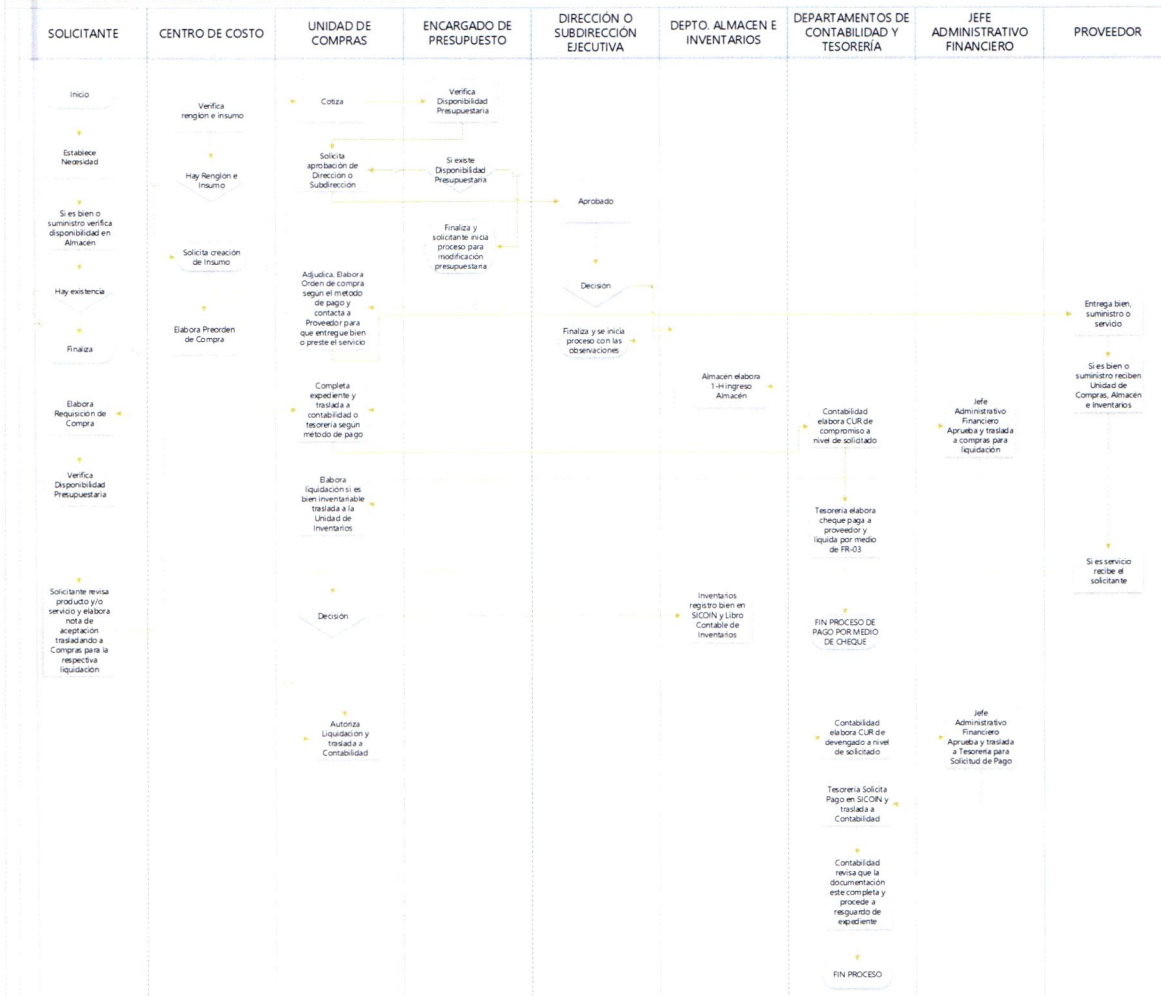 SOLICITANTE
CENTRO DE COSTO
UNIDAD DE
COMPRAS
ENCARGADO DE
PRESUPUESTO
DIRECCIÓN O
SUBDIRECCIÓN
EJECUTIVA
DEPTO. ALMACEN E
INVENTARIOS
DEPARTAMENTOS DE
CONTABILIDAD Y
TESORERÍA
JEFE
ADMINISTRATIVO
FINANCIERO
PROVEEDOR
Inicio
Establece
Necesidad
Si es bien o
suministro verifica
disponibilidad en
Almacén
Hay existencia
Finaliza
Elabora
Requisición de
Compra
Verifica
Disponibilidad
Presupuestaria
Solicitante revisa
producto y/o
servicio y elabora
nota de
aceptación
trasladando a
Compras para la
respectiva
liquidación
Verifica
renglon e insumo
Hay Renglón e
Insumo
Solicita creación
de Insumo
Elabora Preorden
de Compra
Cotiza
Solicita
aprobación de
Dirección o
Subdirección
Adjudica, Elabora
Orden de compra
segun el metodo
de pago y
contacta a
Proveedor para
que entregue bien
o preste el servicio
Completa
expediente y
traslada a
contabilidad o
tesorería según
método de pago
Elabora
liquidación si es
bien inventariable
traslada a la
Unidad de
Inventarios
Decisión
Autoriza
Liquidación y
traslada a
Contabilidad
Verifica
Disponibilidad
Presupuestaria
Si existe
Disponibilidad
Presupuestaria
Finaliza y
solicitante inicia
proceso para
modificación
presupuestaria
Aprobado
Decisión
Finaliza y se inicia
proceso con las
observaciones
Almacén elabora
1-H ingreso
Almacén
Inventarios
registro bien en
SICOIN y Libro
Contable de
Inventarios
Contabilidad
elabora CUR de
compromiso a
nivel de solicitado
Tesorería elabora
cheque paga a
proveedor y
liquida por medio
de FR-03
FIN PROCESO DE
PAGO POR MEDIO
DE CHEQUE
Contabilidad
elabora CUR de
devengado a nivel
de solicitado
Tesorería Solicita
Pago en SICOIN y
traslada a
Contabilidad
Contabilidad
revisa que la
documentación
este completa y
procede a
resguardo de
expediente
FIN PROCESO
Jefe
Administrativo
Financiero
Aprueba y traslada
a compras para
liquidación
Jefe
Administrativo
Financiero
Aprueba y traslada
a Tesorería para
Solicitud de Pago
Entrega bien,
suministro o
servicio
Si es bien o
suministro reciben
Unidad de
Compras, Almacén
e Inventarios
Si es servicio
recibe el
solicitante